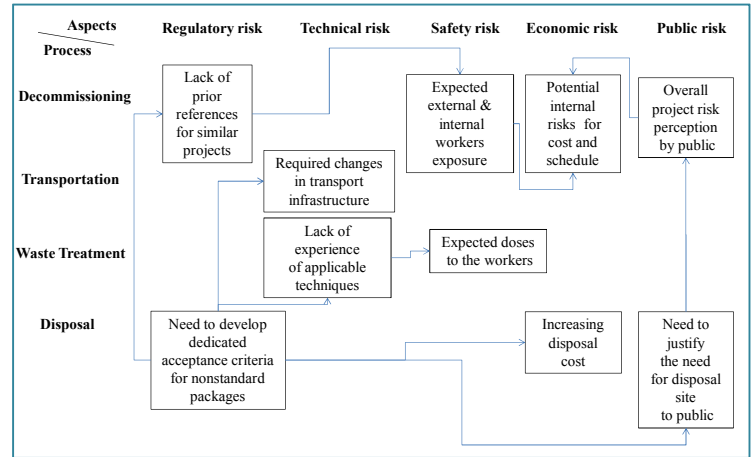 Aspects
Process
Regulatory risk
Technical risk
Safety risk
Economic risk
Public risk
Decommissioning
Lack of
prior
references
for similar
projects
Expected
external &
internal
workers
exposure
Potential
internal
risks for
cost and
schedule
Overall
project risk
perception
by public
Transportation
Required changes
in transport
infrastructure
Waste Treatment
Lack of
experience
of applicable
techniques
Expected doses
to the workers
Disposal
Need to develop
dedicated
acceptance criteria
for nonstandard
packages
Increasing
disposal
cost
Need to
justify
the need
for disposal
site
to public